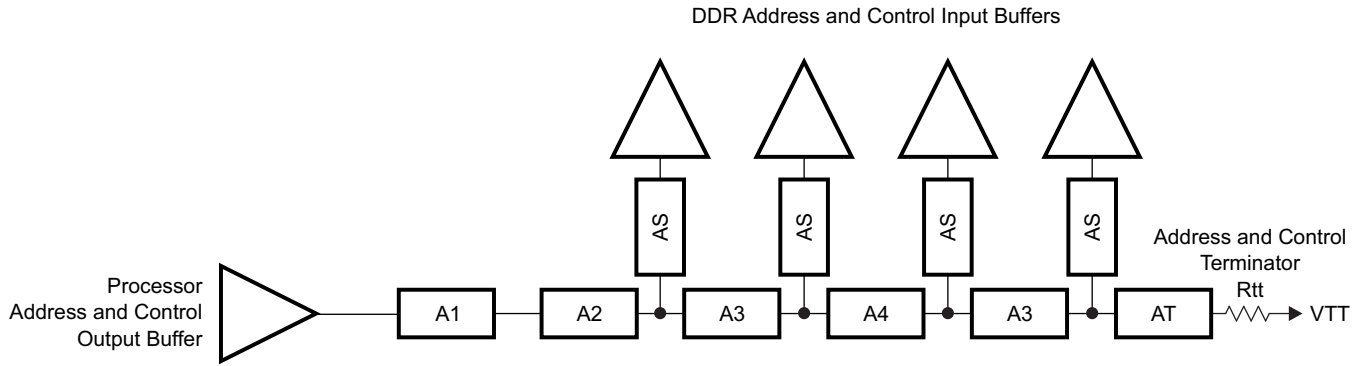 DDR Address and Control Input Buffers
AS
AS
AS
AS
Address and Control
Terminator
Rtt
Processor
Address and Control
Output Buffer
A1
A2
A3
A4
A3
AT
VTT